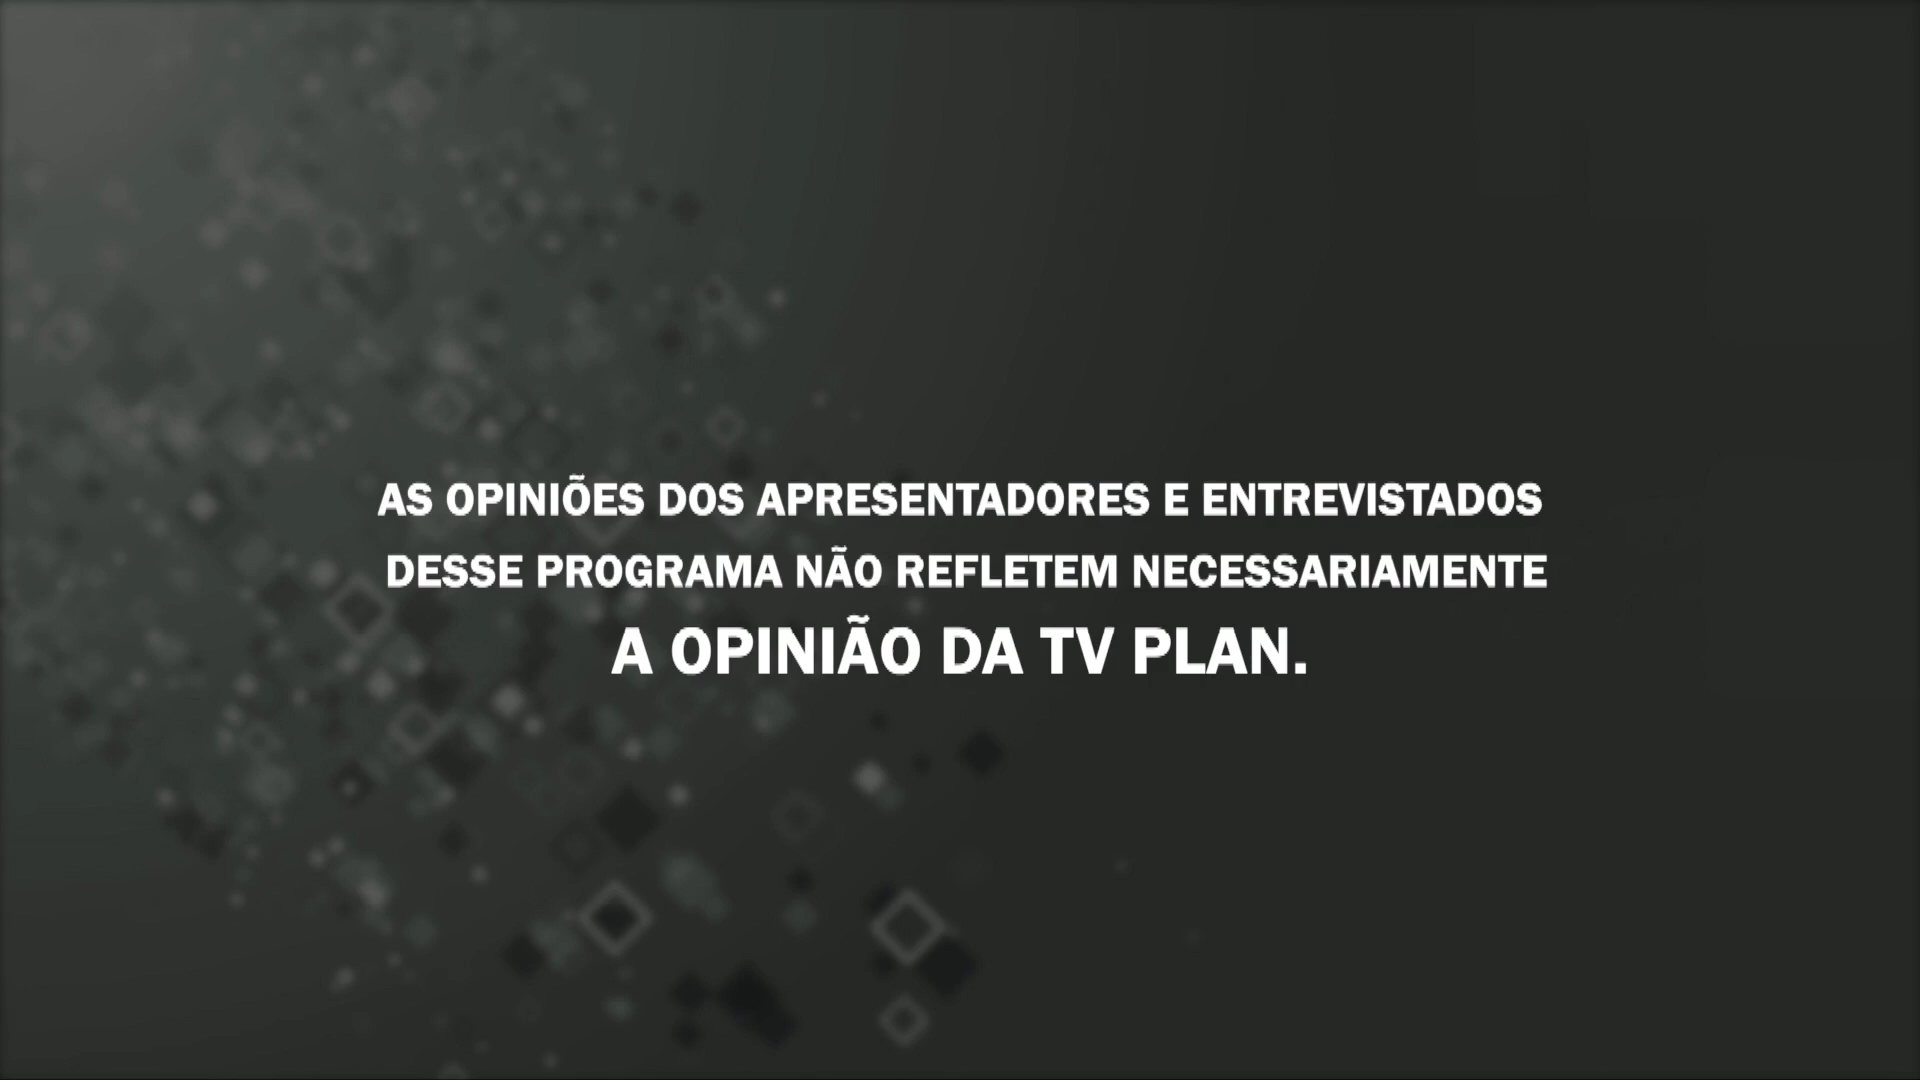 AS OPINIÕES DOS APRESENTADORES E ENTREVISTADOS
DESSE PROGRAMA NÃO REFLETEM NECESSARIAMENTE
A OPINIÃO DA TV PLAN.